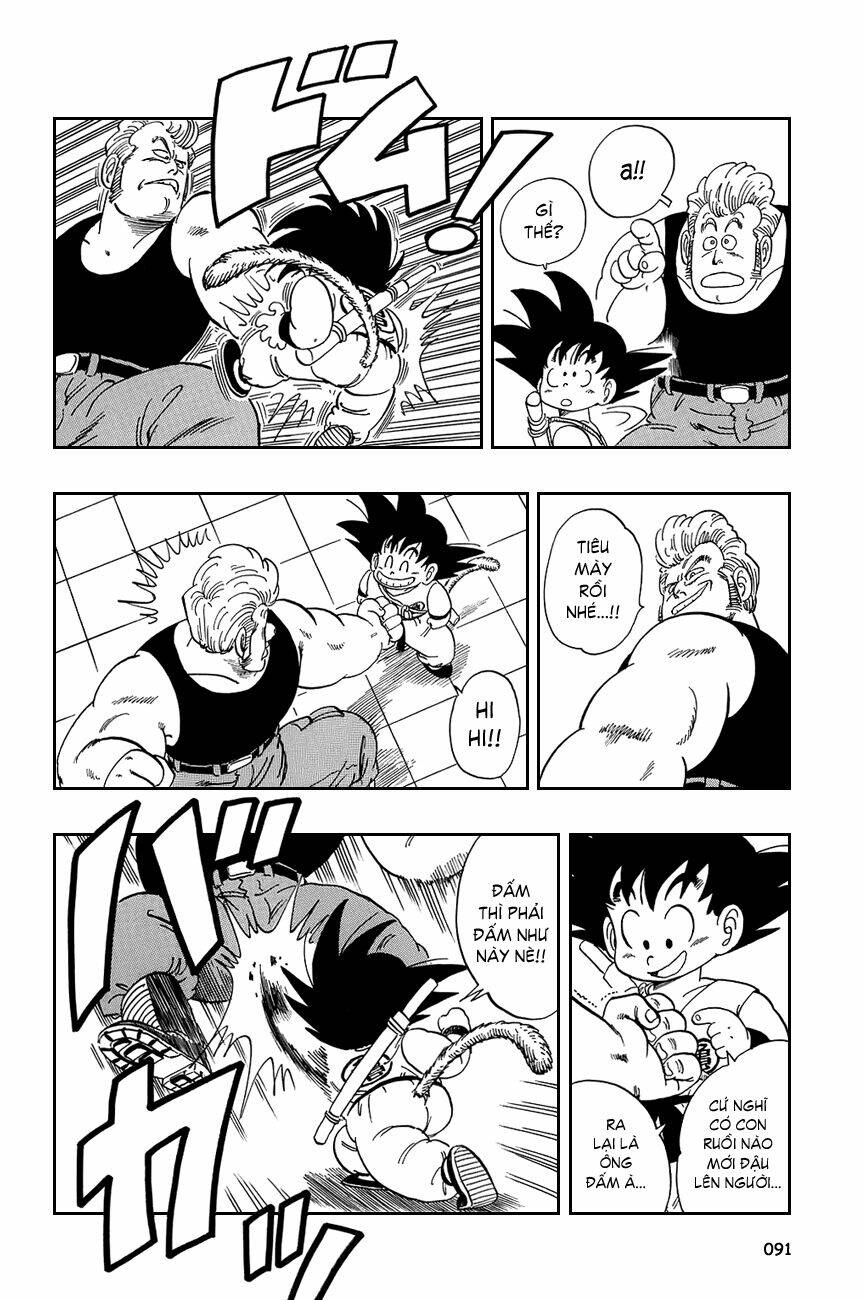 A!!
GÌ
THẾ?
ドドム!
TIÊU
MÀY
RỒI
NHÉ...!!
HI
HI!!
CỨ NGHĨ
CÓ CON
RUỒI NÀO
MỚI ĐẬU
LÊN NGƯỜI...
RA
LẠI LÀ
ÔNG
ĐẤM À...
ĐẤM
THÌ PHẢI
ĐẤM NHƯ
NÀY NÈ!!
バガ
091